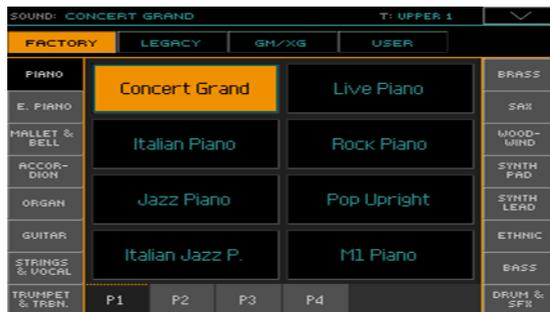 SOUND: CONCERT GRAND T: UPPER 1
FACTORY LEGACY GM/XG USER
PIANO
E. PIANO
MALLET &
BELL
ACCOR-
DION
ORGAN
GUITAR
STRINGS
& VOCAL
TRUMPET
& TRBN.
Concert Grand Live Piano
Italian Piano Rock Piano
Jazz Piano Pop Upright
Italian Jazz P. M1 Piano
P1 P2 P3 P4
BRASS
SAX
WOOD-
WIND
SYNTH
PAD
SYNTH
LEAD
ETHNIC
BASS
DRUM &
SFX